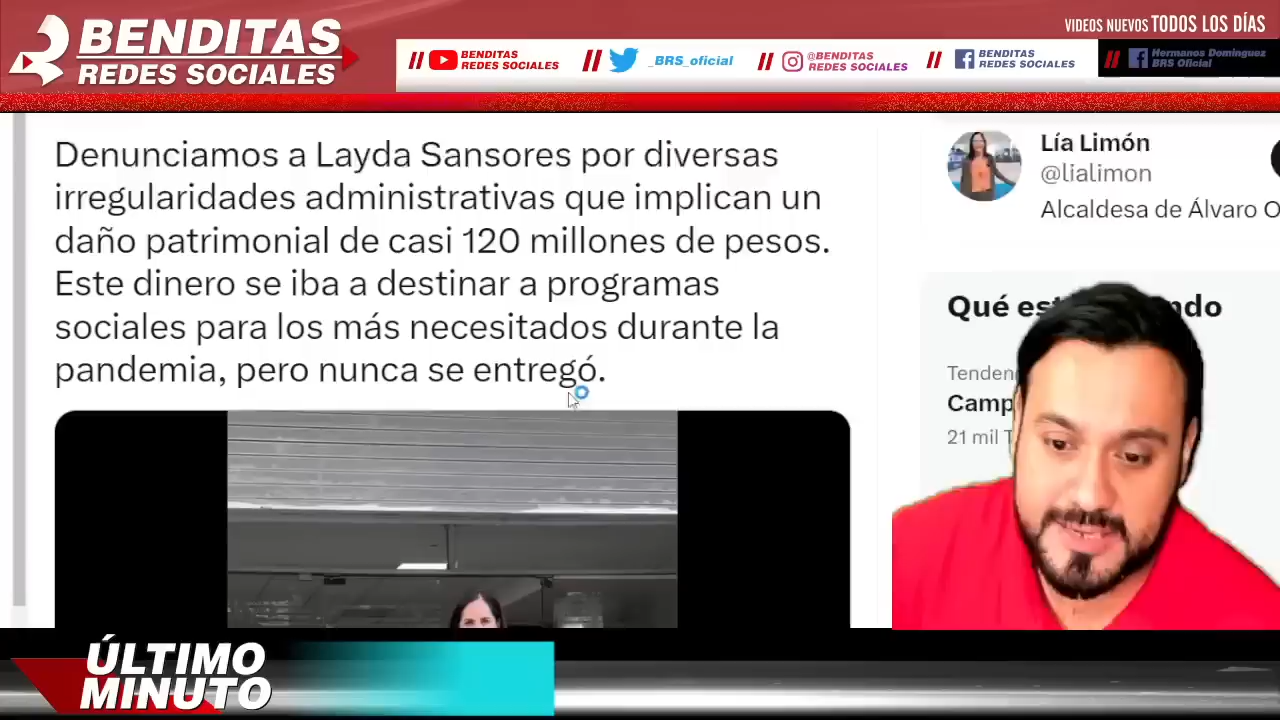 BENDITAS
REDES SOCIALES
VIDEOS NUEVOS TODOS LOS DÍAS
BENDITAS
REDES SOCIALES
_BRS_oficial
@BENDITAS
REDES SOCIALES
BENDITAS
REDES SOCIALES
Hermanos Dominguez
BRS Oficial
Denunciamos a Layda Sansores por diversas
irregularidades administrativas que implican un
daño patrimonial de casi 120 millones de pesos.
Este dinero se iba a destinar a programas
sociales para los más necesitados durante la
pandemia, pero nunca se entregó.
Lía Limón
@lialimon
Alcaldesa de Álvaro O
Qué est ndo
Tenden
Camp
21 mil T
ÚLTIMO
MINUTO